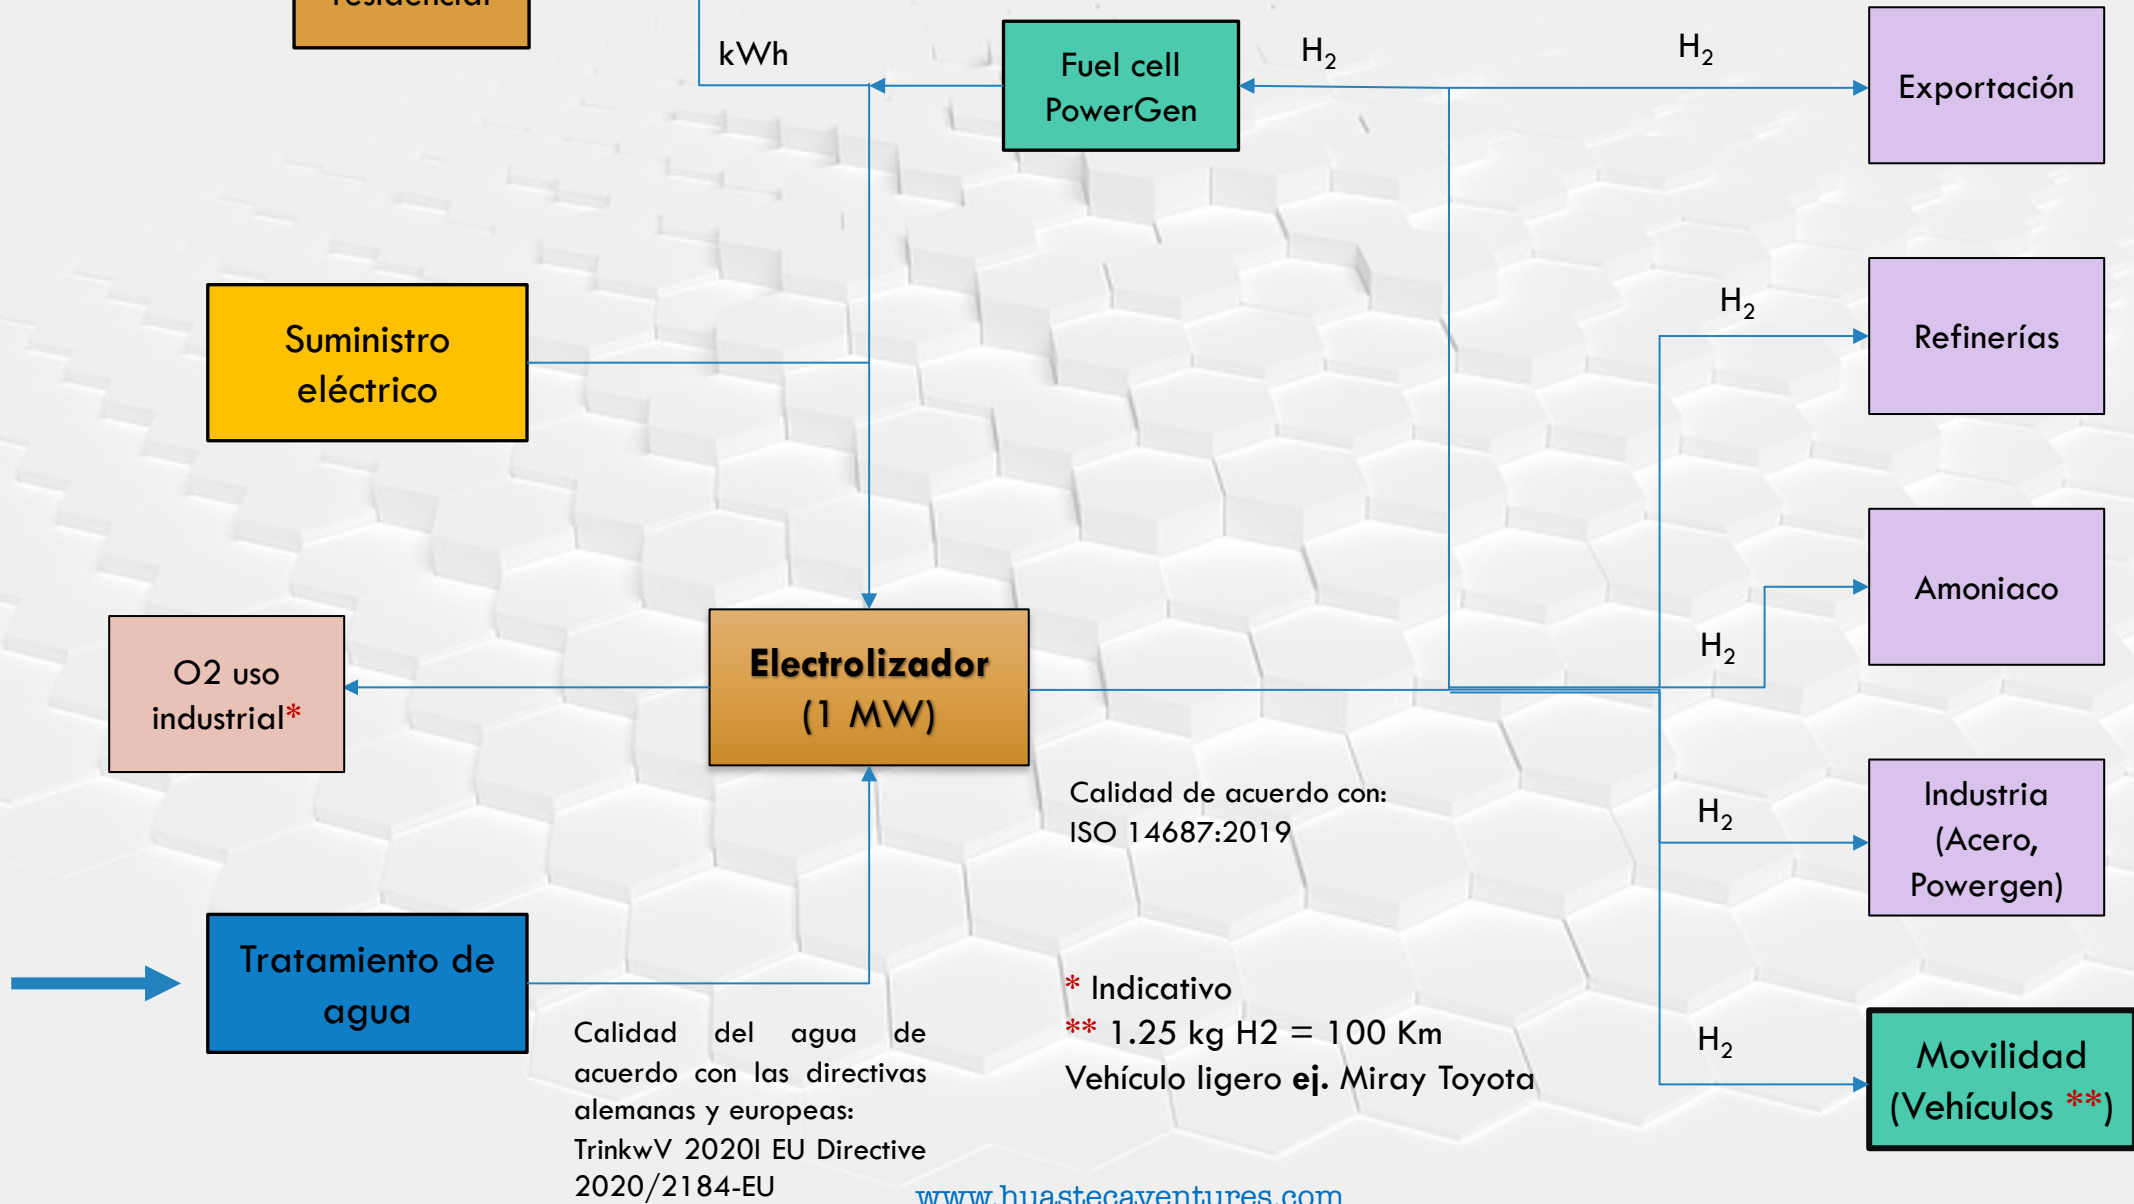 residencial
kWh
Fuel cell
PowerGen
H₂
H₂
Exportación
Suministro
eléctrico
H₂
Refinerías
Amoniaco
H₂
O2 uso
industrial*
Electrolizador
(1 MW)
Calidad de acuerdo con:
ISO 14687:2019
H₂
Industria
(Acero,
Powergen)
Tratamiento de
agua
Calidad del agua de
acuerdo con las directivas
alemanas y europeas:
TrinkwV 2020I EU Directive
2020/2184-EU
* Indicativo
** 1.25 kg H2 = 100 Km
Vehículo ligero ej. Miray Toyota
H₂
Movilidad
(Vehículos **)
www.huastecaventures.com